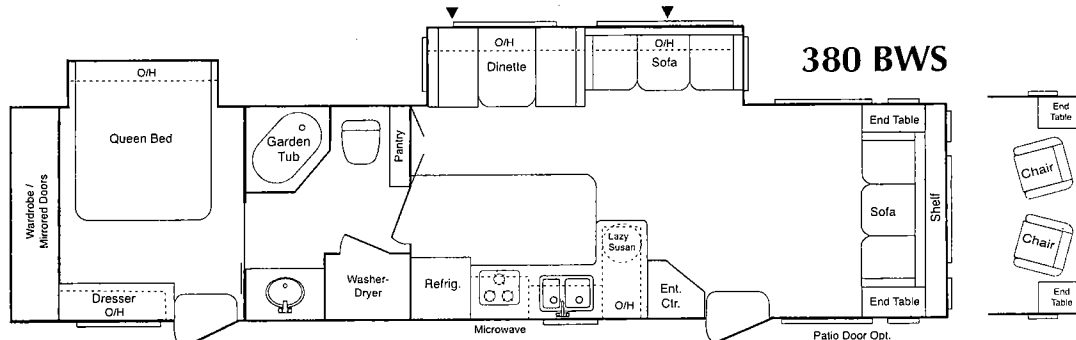 380 BWS
O/H
Dinette
O/H
Sofa
O/H
Queen Bed
Wardrobe /
Mirrored Doors
Dresser
O/H
Garden
Tub
Pantry
Washer-
Dryer
Refrig.
Microwave
Lazy
Susan
O/H
Ent.
Ctr.
End Table
Sofa
Shelf
End Table
Patio Door Opt.
End
Table
Chair
Chair
End
Table